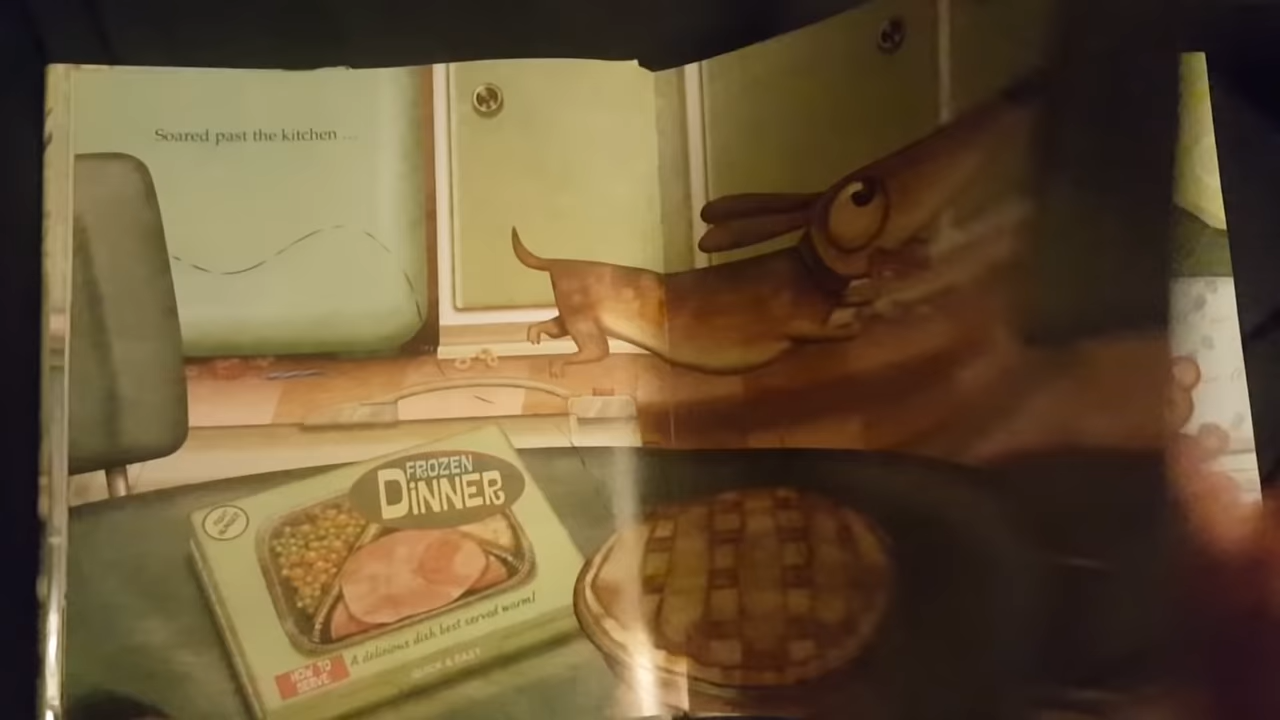 Soared past the kitchen ...
FROZEN
DiNNER
A delicious dish best served warm!
HOW TO
SERVE
QUICK & EASY